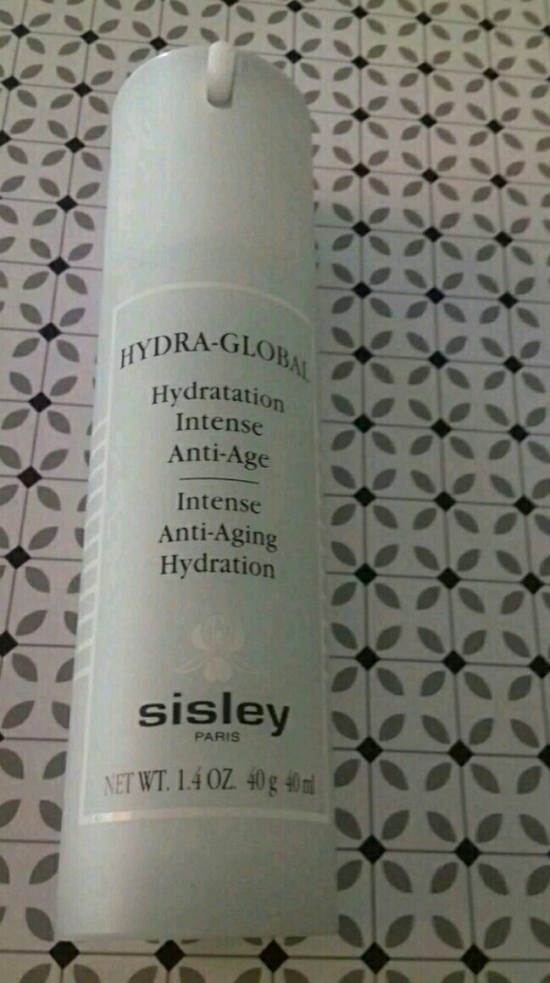 HYDRA-GLOBAL
Hydratation
Intense
Anti-Age
Intense
Anti-Aging
Hydration
sisley
PARIS
NET WT. 1.4 OZ. 40 g 40 ml